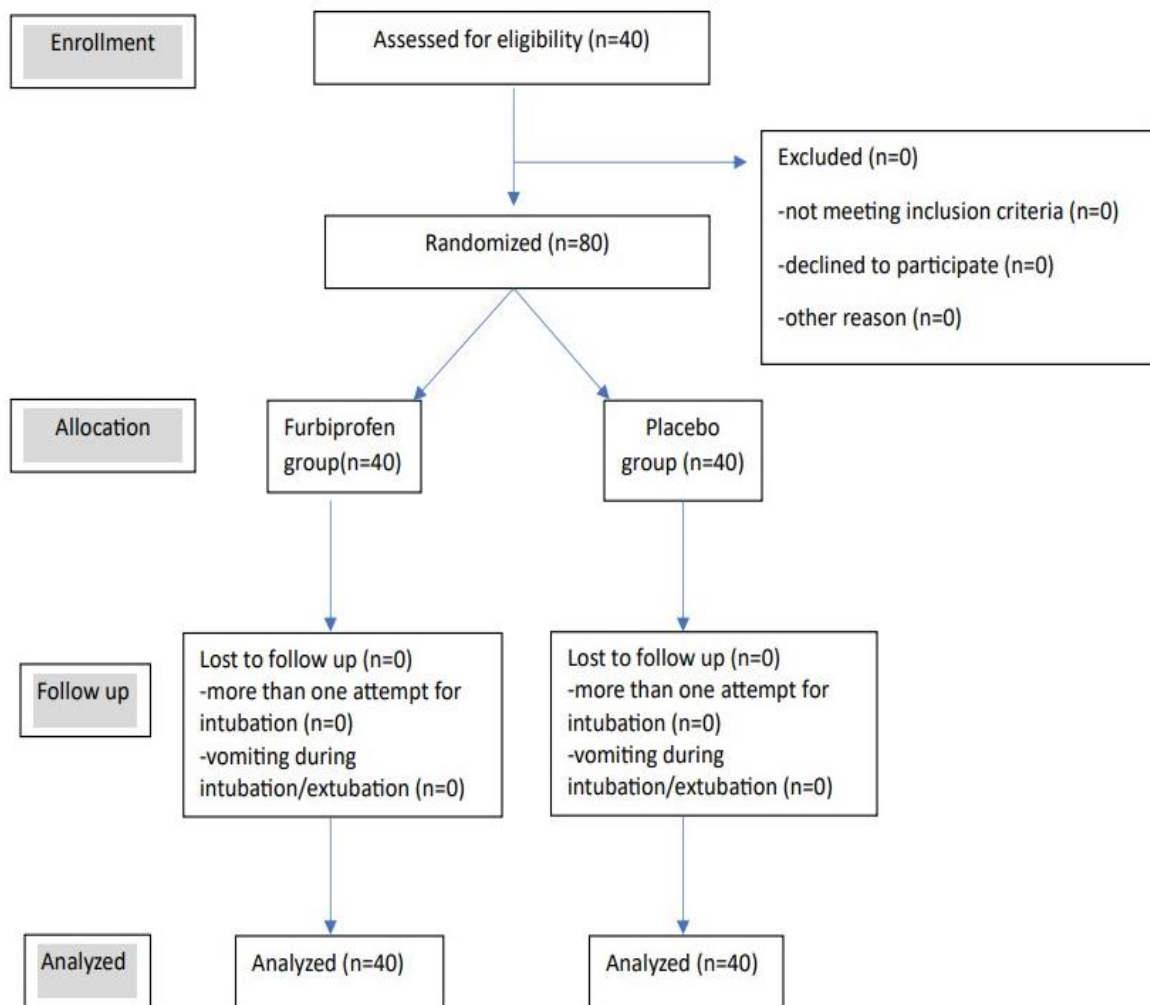 Enrollment
Assessed for eligibility (n=40)
Excluded (n=0)
-not meeting inclusion criteria (n=0)
-declined to participate (n=0)
-other reason (n=0)
Randomized (n=80)
Allocation
Furbiprofen
group(n=40)
Placebo
group (n=40)
Follow up
Lost to follow up (n=0)
-more than one attempt for
intubation (n=0)
-vomiting during
intubation/extubation (n=0)
Lost to follow up (n=0)
-more than one attempt for
intubation (n=0)
-vomiting during
intubation/extubation (n=0)
Analyzed
Analyzed (n=40)
Analyzed (n=40)